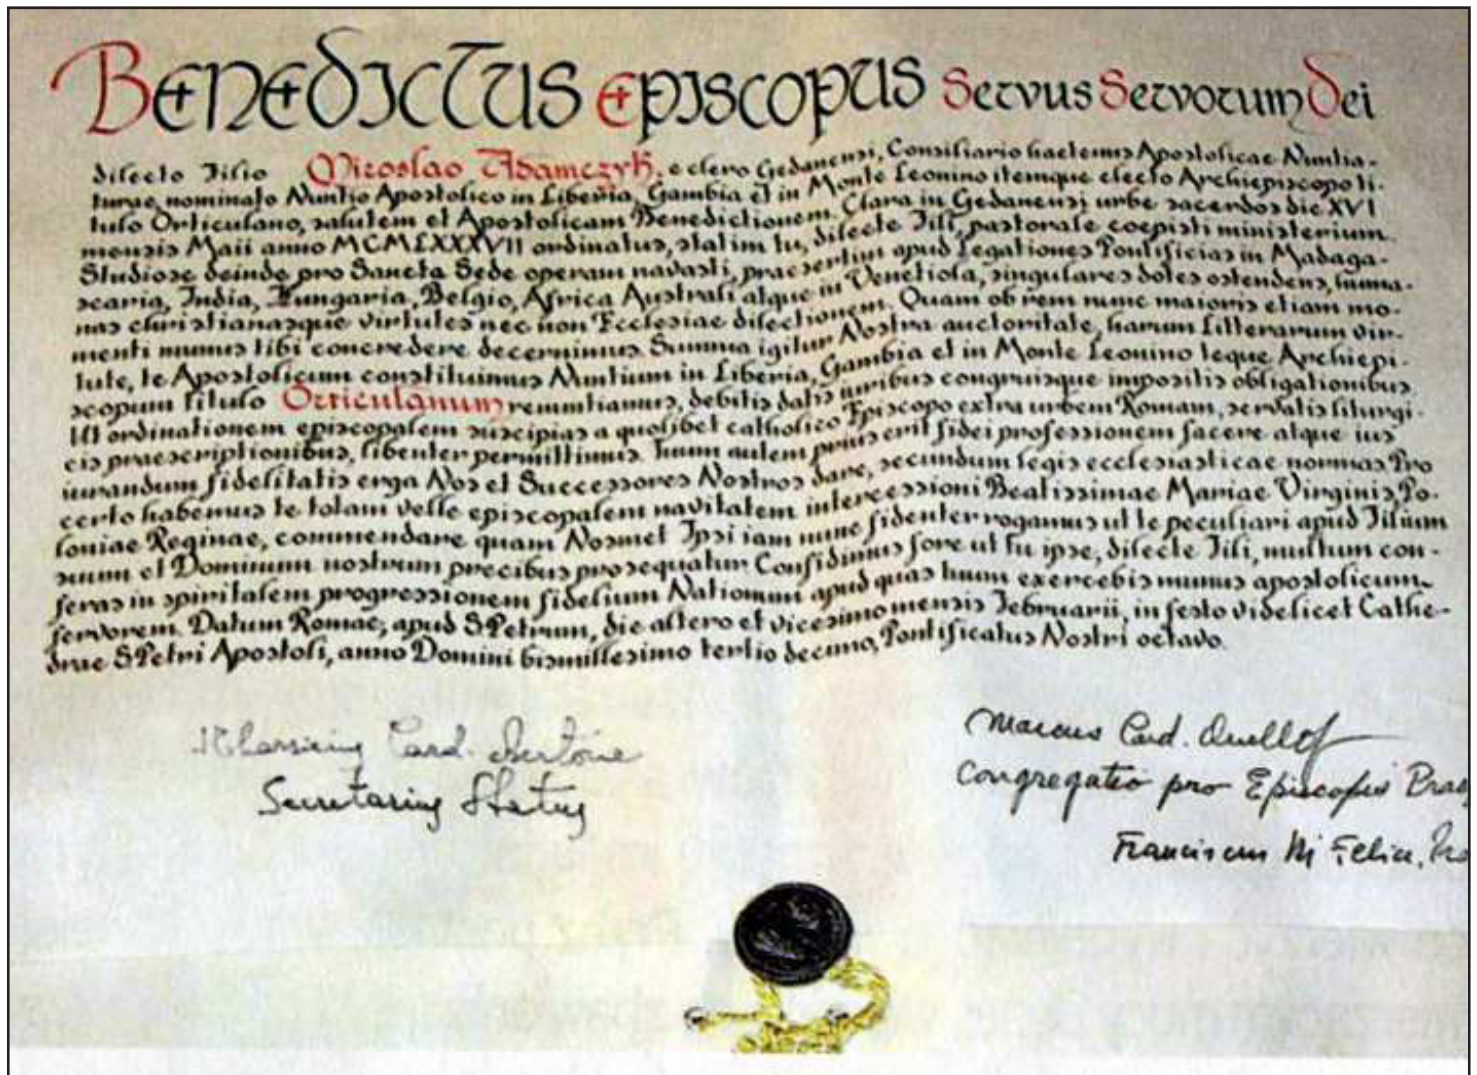 BENEDICTUS EPISCOPUS Servus Servorum Dei
dilecto Filio Miroslao Adamczyk, e clero Gedanensi, Consiliario hactenus Apostolicae Nuntia-
turae, nominato Nuntio Apostolico in Liberia, Gambia et in Monte Leonino itemque electo Archiepiscopo ti-
tulo Orticulano, salutem et Apostolicam Benedictionem. Clara in Gedanensi urbe sacerdos die XVI
mensis Maii anno MCMLXXXVII ordinatus, statim tu, dilecte Fili, pastorale coepisti ministerium.
Studiose deinde pro Sancta Sede operam navasti, praesertim apud Legationes Pontificias in Madaga-
scaria, India, Hungaria, Belgio, Africa Australi atque in Venetiola, singulares dotes ostendens, huma-
nas christianasque virtutes nec non Ecclesiae dilectionem. Quam ob rem nunc maioris etiam mo-
menti munus tibi concredere decernimus. Summa igitur Nostra auctoritate, harum Litterarum vir-
tute, te Apostolicum constituimus Nuntium in Liberia, Gambia et in Monte Leonino teque Archiepi-
scopum titulo Orticulanum renuntiamus, debitis datis iuribus congruisque impositis obligationibus.
Ut ordinationem episcopalem suscipias a quolibet catholico Episcopo extra urbem Romam, servatis liturgi-
cis praescriptionibus, libenter permittimus. Tuum autem prius erit fidei professionem facere atque ius
iurandum fidelitatis erga Nos et Successores Nostros dare, secundum legis ecclesiasticae normas. Pro
certo habemus te totam velle episcopalem navitatem intercessioni Beatissimae Mariae Virginis, Po-
loniae Reginae, commendare quam Nosmet Ipsi iam nunc fidenter rogamus ut te peculiari apud Filium
suum et Dominum nostrum precibus prosequatur. Confidimus fore ut tu ipse, dilecte Fili, multum con-
feras in spiritalem progressionem fidelium Nationum apud quas tuum exercebis munus apostolicum-
fervorem. Datum Romae, apud S. Petrum, die altero et vicesimo mensis Februarii, in festo videlicet Cathe-
drae S. Petri Apostoli, anno Domini bismillesimo tertio decimo, Pontificatus Nostri octavo.
Card. Bertone
Secretarius Status
Marcus Card. Ouellet
Congregatio pro Episcopis
Franciscus Di Felice,